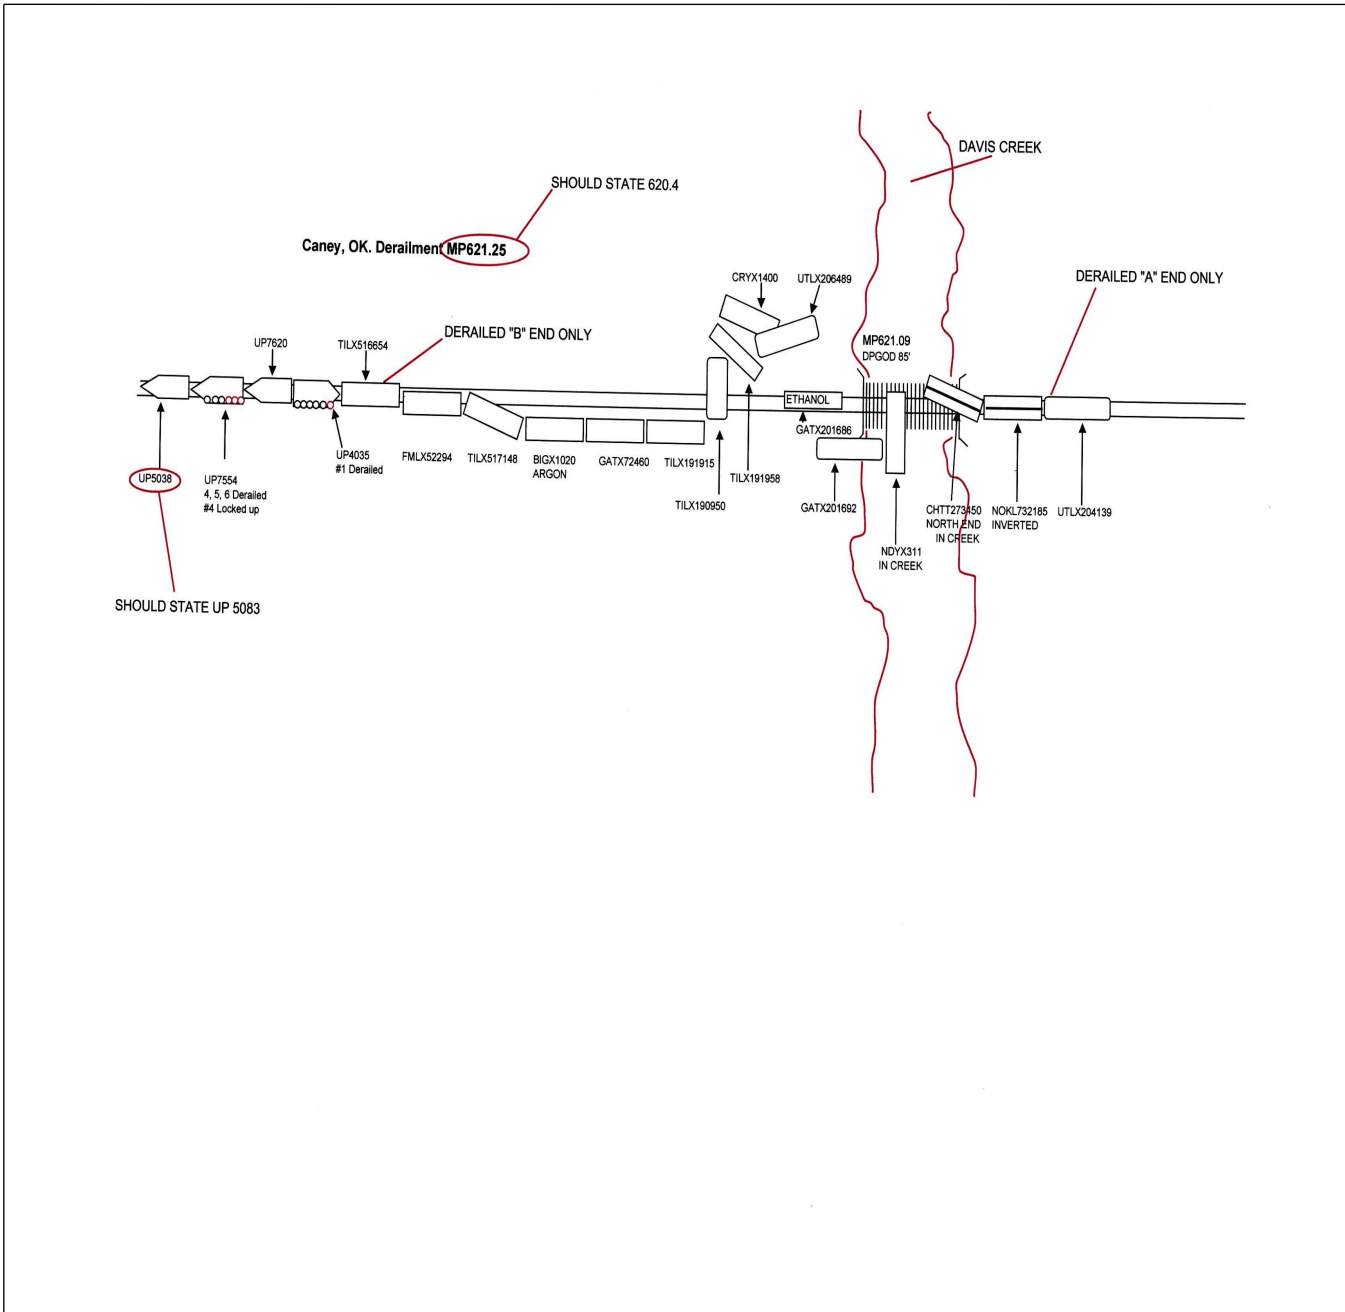 DAVIS CREEK
SHOULD STATE 620.4
Caney, OK. Derailment MP621.25
DERAILED "A" END ONLY
CRYX1400
UTLX206489
DERAILED "B" END ONLY
UP7620
TILX516654
MP621.09
DPGOD 85'
ETHANOL
GATX201686
UP4035
#1 Derailed
FMLX52294
TILX517148
BIGX1020
ARGON
GATX72460
TILX191915
TILX191958
TILX190950
GATX201692
UP5038
UP7554
4, 5, 6 Derailed
#4 Locked up
CHTT273450
NORTH END
IN CREEK
NOKL732185
INVERTED
UTLX204139
NDYX311
IN CREEK
SHOULD STATE UP 5083